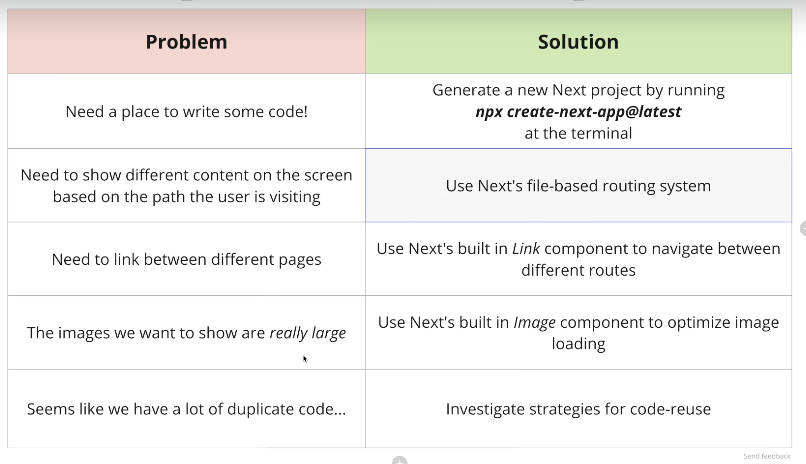 Problem
Solution
Need a place to write some code!
Generate a new Next project by running
npx create-next-app@latest
at the terminal
Need to show different content on the screen
based on the path the user is visiting
Use Next's file-based routing system
Need to link between different pages
Use Next's built in Link component to navigate between
different routes
The images we want to show are really large
Use Next's built in Image component to optimize image
loading
Seems like we have a lot of duplicate code...
Investigate strategies for code-reuse
Send feedback